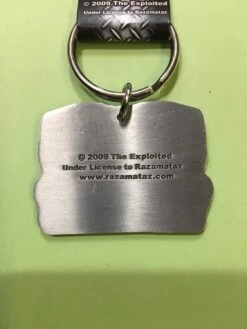 © 2009 The Exploited
Under License to Razamataz
© 2009 The Exploited
Under License to Razamataz
www.razamataz.com